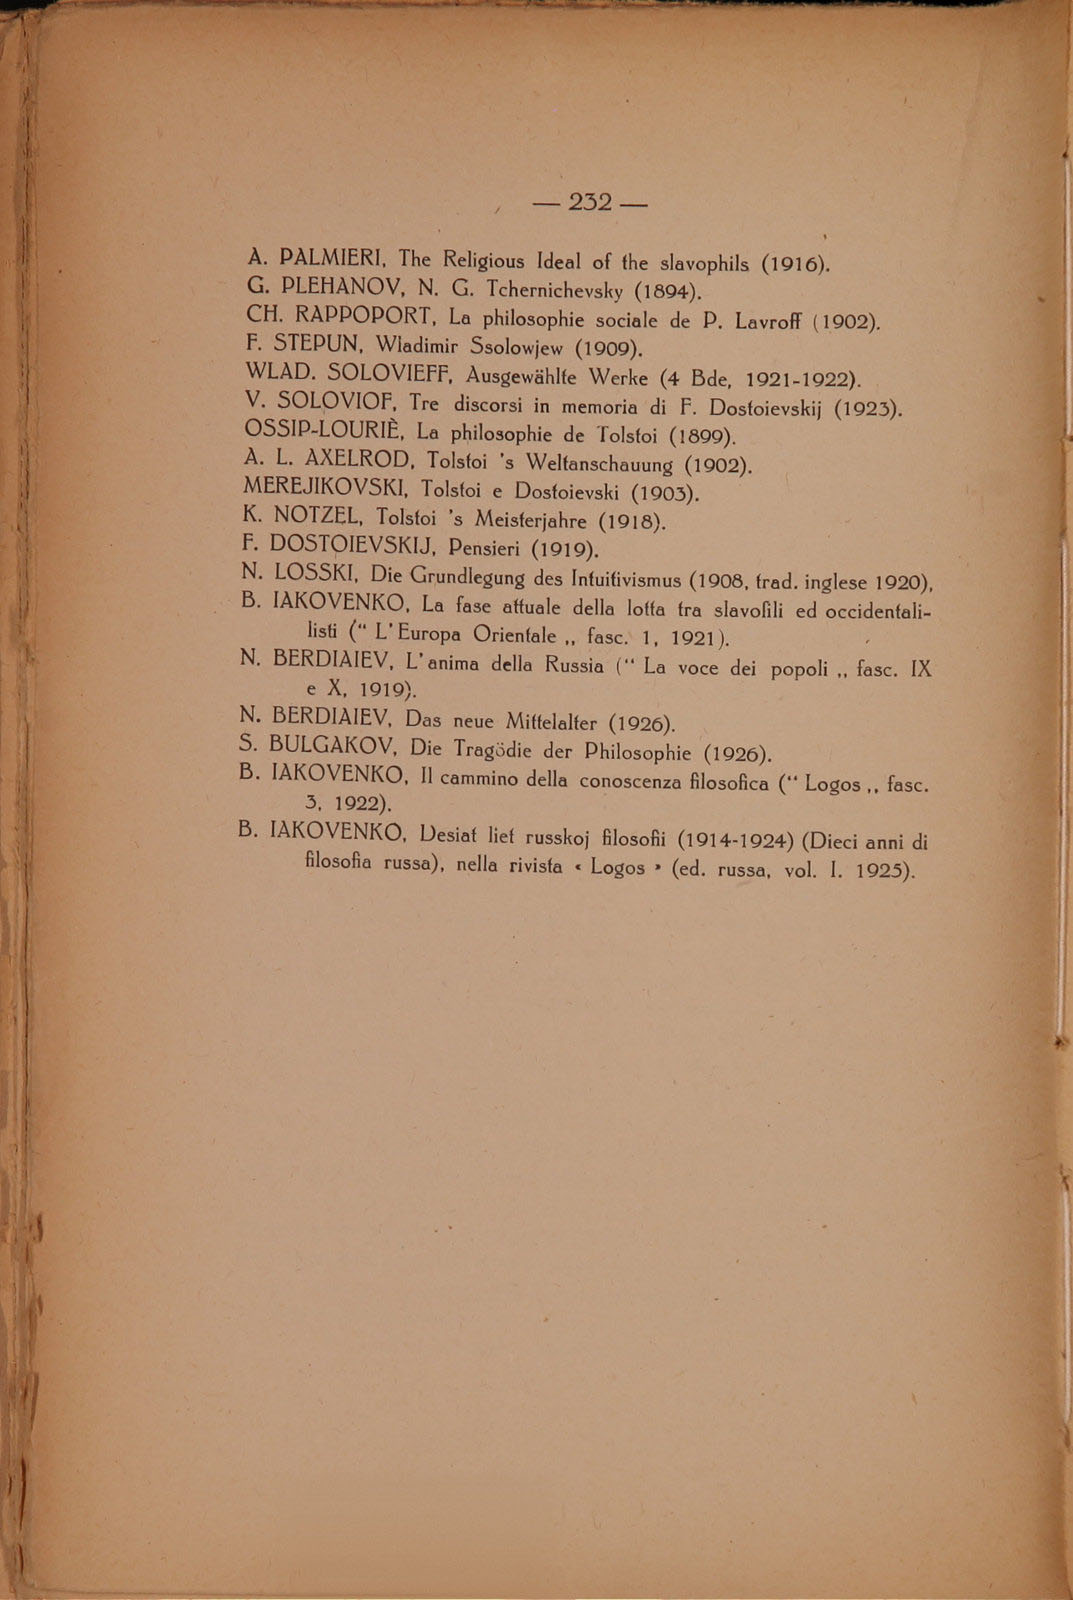 — 232 —
A. PALMIERI, The Religious Ideal of the slavophils (1916).
G. PLEHANOV, N. G. Tchernichevsky (1894).
CH. RAPPOPORT, La philosophie sociale de P. Lavroff (1902).
F. STEPUN, Wladimir Ssolowjew (1909).
WLAD. SOLOVIEFF, Ausgewählte Werke (4 Bde, 1921-1922).
V. SOLOVIOF, Tre discorsi in memoria di F. Dostoievskij (1923).
OSSIP-LOURIÈ, La philosophie de Tolstoi (1899).
A. L. AXELROD, Tolstoi 's Weltanschauung (1902).
MEREJIKOVSKI, Tolstoi e Dostoievski (1903).
K. NOTZEL, Tolstoi 's Meisterjahre (1918).
F. DOSTOIEVSKIJ, Pensieri (1919).
N. LOSSKI, Die Grundlegung des Intuitivismus (1908, trad. inglese 1920),
B. IAKOVENKO, La fase attuale della lotta tra slavofili ed occidentali-
listi (“ L'Europa Orientale „ fasc. 1, 1921).
N. BERDIAIEV, L'anima della Russia (“ La voce dei popoli „ fasc. IX
e X, 1919).
N. BERDIAIEV, Das neue Mittelalter (1926).
S. BULGAKOV, Die Tragödie der Philosophie (1926).
B. IAKOVENKO, Il cammino della conoscenza filosofica (“ Logos „ fasc.
3, 1922).
B. IAKOVENKO, Desiat liet russkoj filosofii (1914-1924) (Dieci anni di
filosofia russa), nella rivista « Logos » (ed. russa, vol. I. 1925).